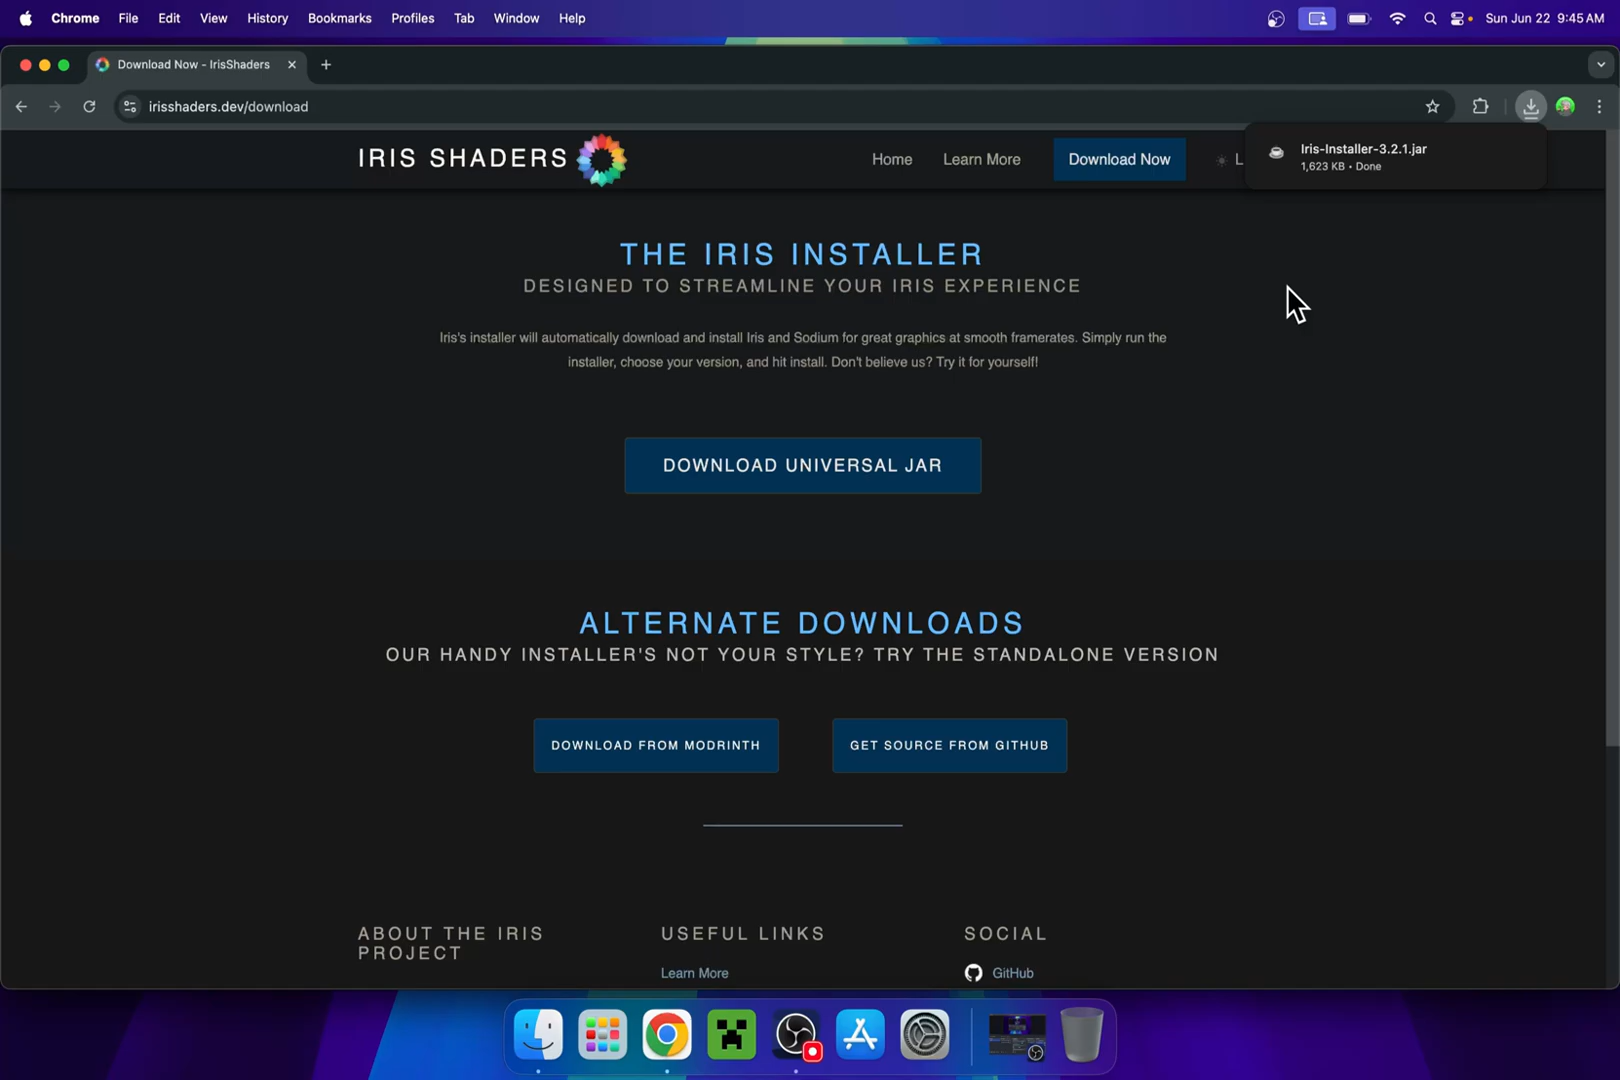 Chrome File Edit View History Bookmarks Profiles Tab Window Help Sun Jun 22 9:45 AM
Download Now - IrisShaders
irisshaders.dev/download
Iris-Installer-3.2.1.jar
1,623 KB • Done
IRIS SHADERS Home Learn More Download Now L
THE IRIS INSTALLER
DESIGNED TO STREAMLINE YOUR IRIS EXPERIENCE
Iris's installer will automatically download and install Iris and Sodium for great graphics at smooth framerates. Simply run the
installer, choose your version, and hit install. Don't believe us? Try it for yourself!
DOWNLOAD UNIVERSAL JAR
ALTERNATE DOWNLOADS
OUR HANDY INSTALLER'S NOT YOUR STYLE? TRY THE STANDALONE VERSION
DOWNLOAD FROM MODRINTH GET SOURCE FROM GITHUB
ABOUT THE IRIS
PROJECT
USEFUL LINKS
Learn More
SOCIAL
GitHub